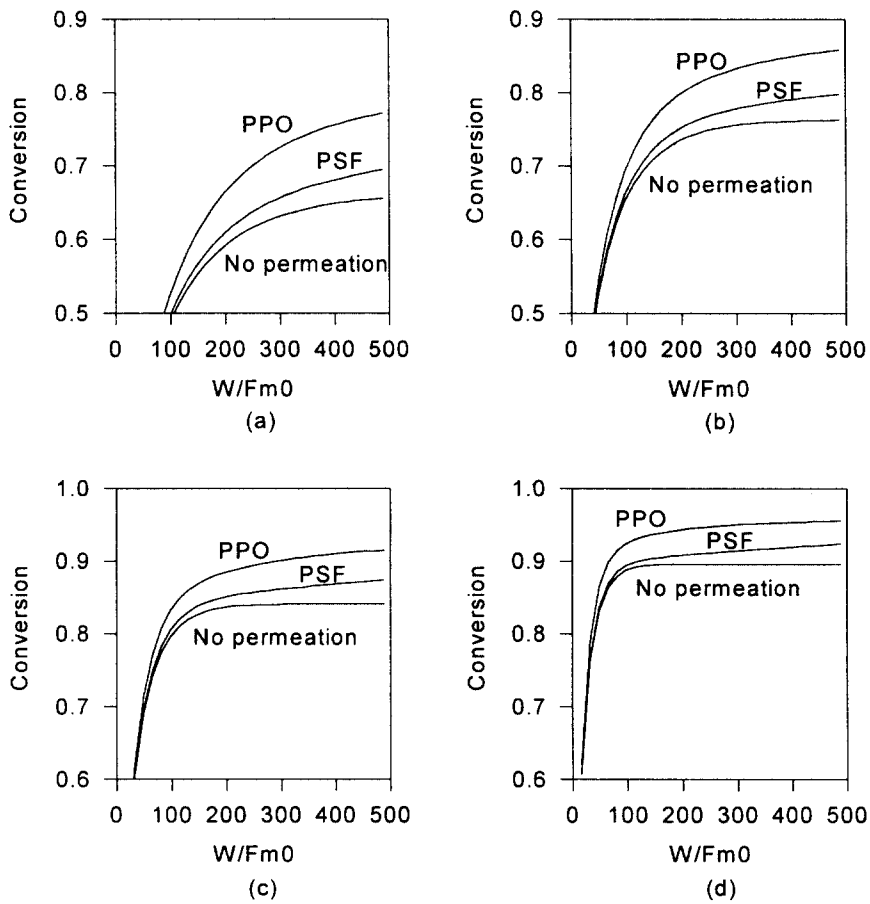 0.9
0.8
0.7
0.6
0.5
Conversion
PPO
PSF
No permeation
0 100 200 300 400 500
W/Fm0
(a)
0.9
0.8
0.7
0.6
0.5
Conversion
PPO
PSF
No permeation
0 100 200 300 400 500
W/Fm0
(b)
1.0
0.9
0.8
0.7
0.6
Conversion
PPO
PSF
No permeation
0 100 200 300 400 500
W/Fm0
(c)
1.0
0.9
0.8
0.7
0.6
Conversion
PPO
PSF
No permeation
0 100 200 300 400 500
W/Fm0
(d)